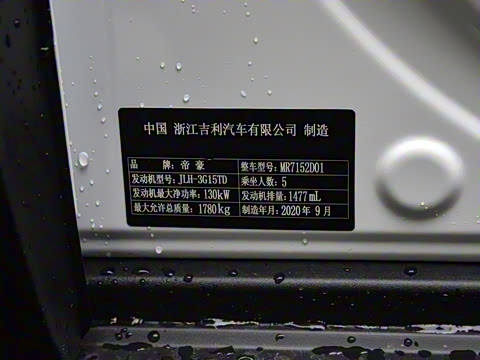 中国 浙江吉利汽车有限公司 制造
品 牌：帝豪 整车型号：MR7152D01
发动机型号：JLH-3G15TD 乘坐人数：5
发动机最大净功率：130kW 发动机排量：1477mL
最大允许总质量：1780kg 制造年月：2020年9月